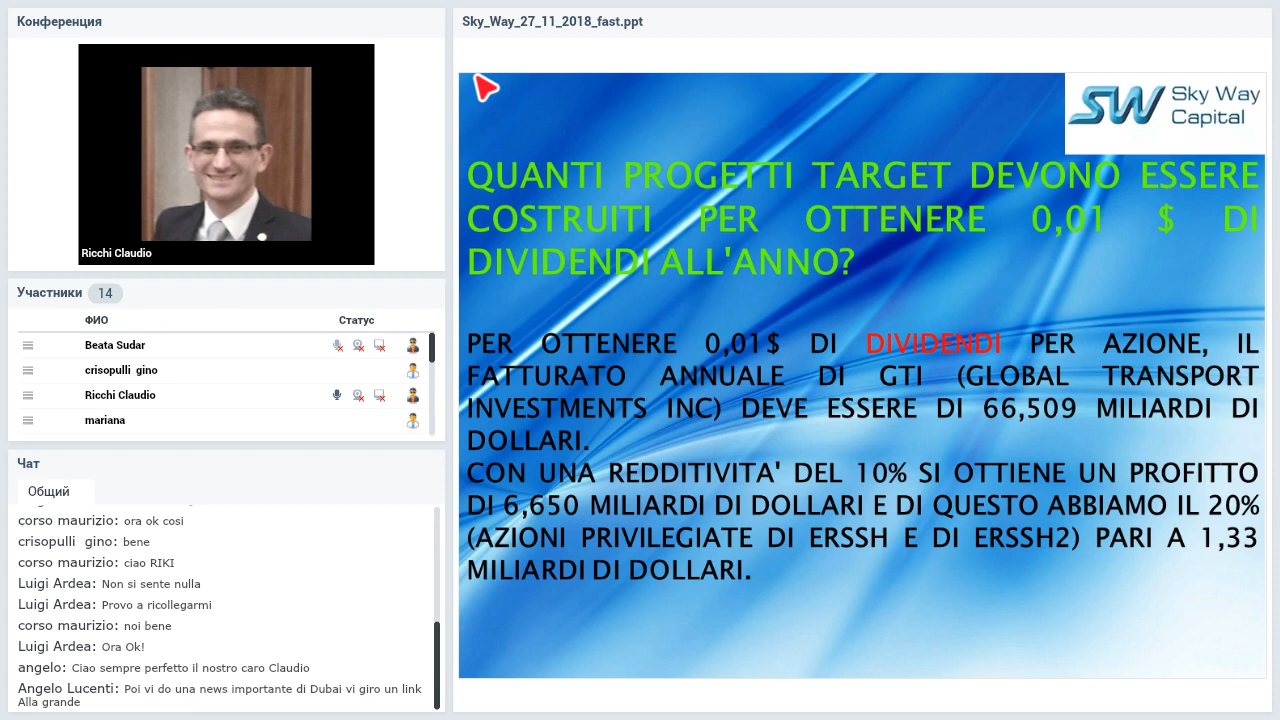 Конференция
Ricchi Claudio
Участники 14
ФИО Статус
Beata Sudar
crisopulli gino
Ricchi Claudio
mariana
Чат
Общий
corso maurizio: ora ok cosi
crisopulli gino: bene
corso maurizio: ciao RIKI
Luigi Ardea: Non si sente nulla
Luigi Ardea: Provo a ricollegarmi
corso maurizio: noi bene
Luigi Ardea: Ora Ok!
angelo: Ciao sempre perfetto il nostro caro Claudio
Angelo Lucenti: Poi vi do una news importante di Dubai vi giro un link
Alla grande
Sky_Way_27_11_2018_fast.ppt
SW Sky Way
Capital
QUANTI PROGETTI TARGET DEVONO ESSERE
COSTRUITI PER OTTENERE 0,01 $ DI
DIVIDENDI ALL'ANNO?
PER OTTENERE 0,01$ DI DIVIDENDI PER AZIONE, IL
FATTURATO ANNUALE DI GTI (GLOBAL TRANSPORT
INVESTMENTS INC) DEVE ESSERE DI 66,509 MILIARDI DI
DOLLARI.
CON UNA REDDITIVITA' DEL 10% SI OTTIENE UN PROFITTO
DI 6,650 MILIARDI DI DOLLARI E DI QUESTO ABBIAMO IL 20%
(AZIONI PRIVILEGIATE DI ERSSH E DI ERSSH2) PARI A 1,33
MILIARDI DI DOLLARI.